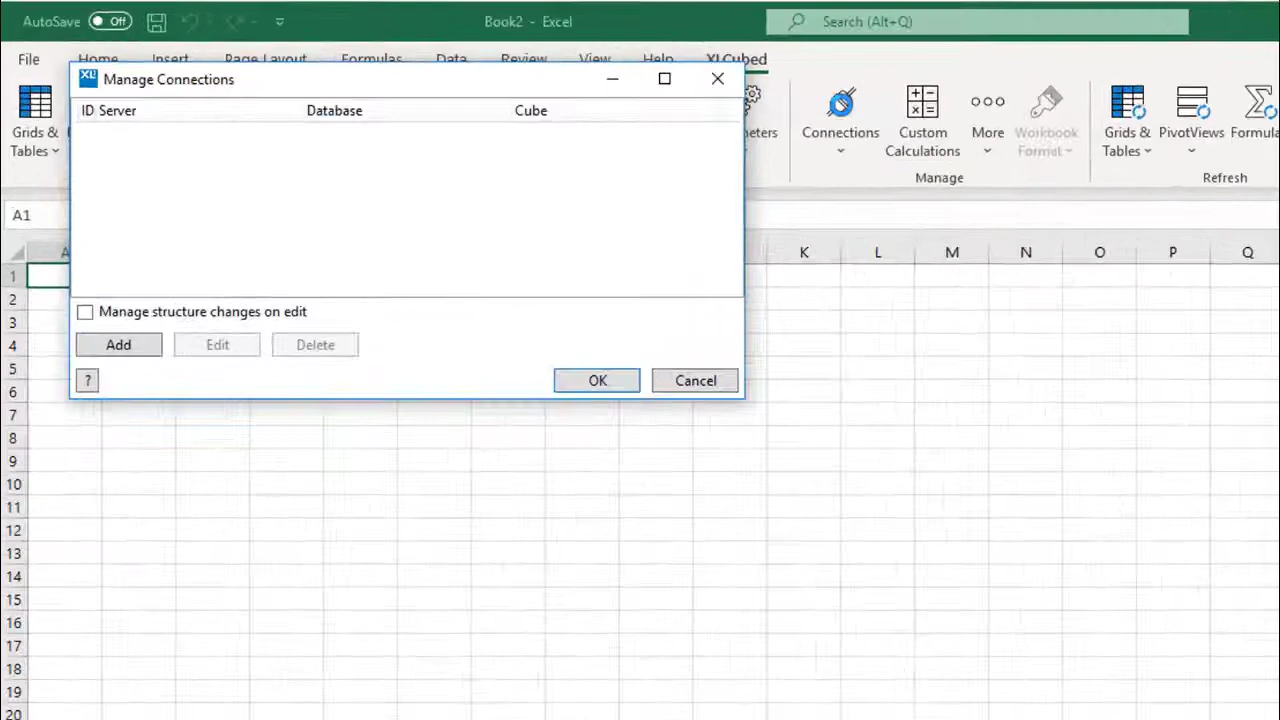 AutoSave Off Book2 - Excel Search (Alt+Q)
File Home Insert Page Layout Formulas Data Review View Help XLCubed
XL Manage Connections
ID Server Database Cube
Grids & Tables
Connections
Custom Calculations
More
Workbook Format
Manage
Grids & Tables
PivotViews
Refresh
A1
K L M N O P Q
Manage structure changes on edit
Add Edit Delete
? OK Cancel
1
2
3
4
5
6
7
8
9
10
11
12
13
14
15
16
17
18
19
20